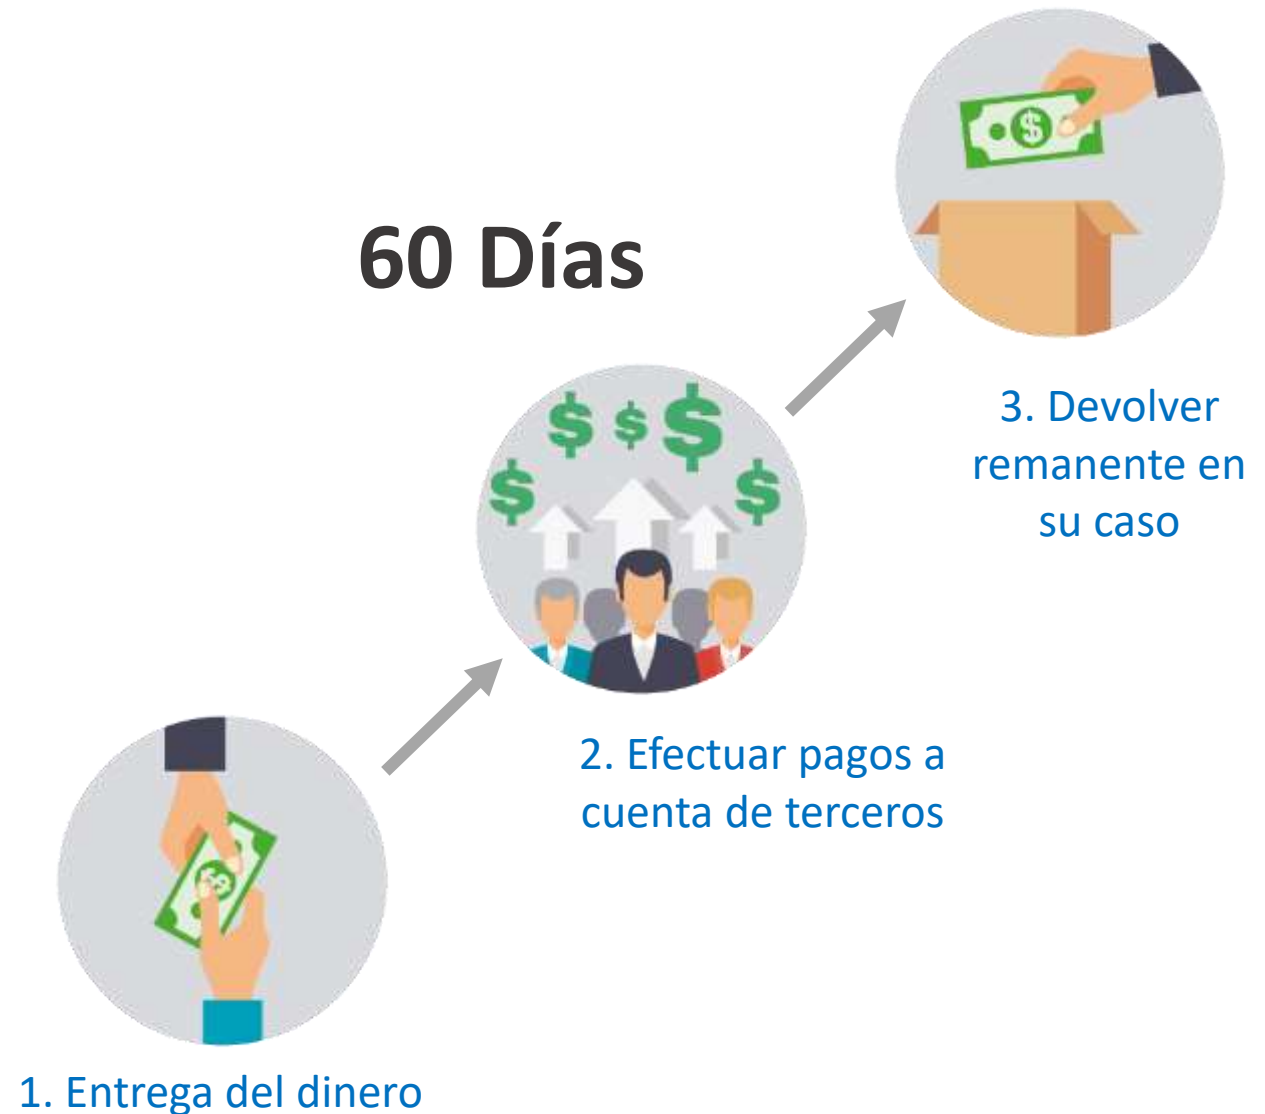 60 Días
3. Devolver
remanente en
su caso
2. Efectuar pagos a
cuenta de terceros
1. Entrega del dinero